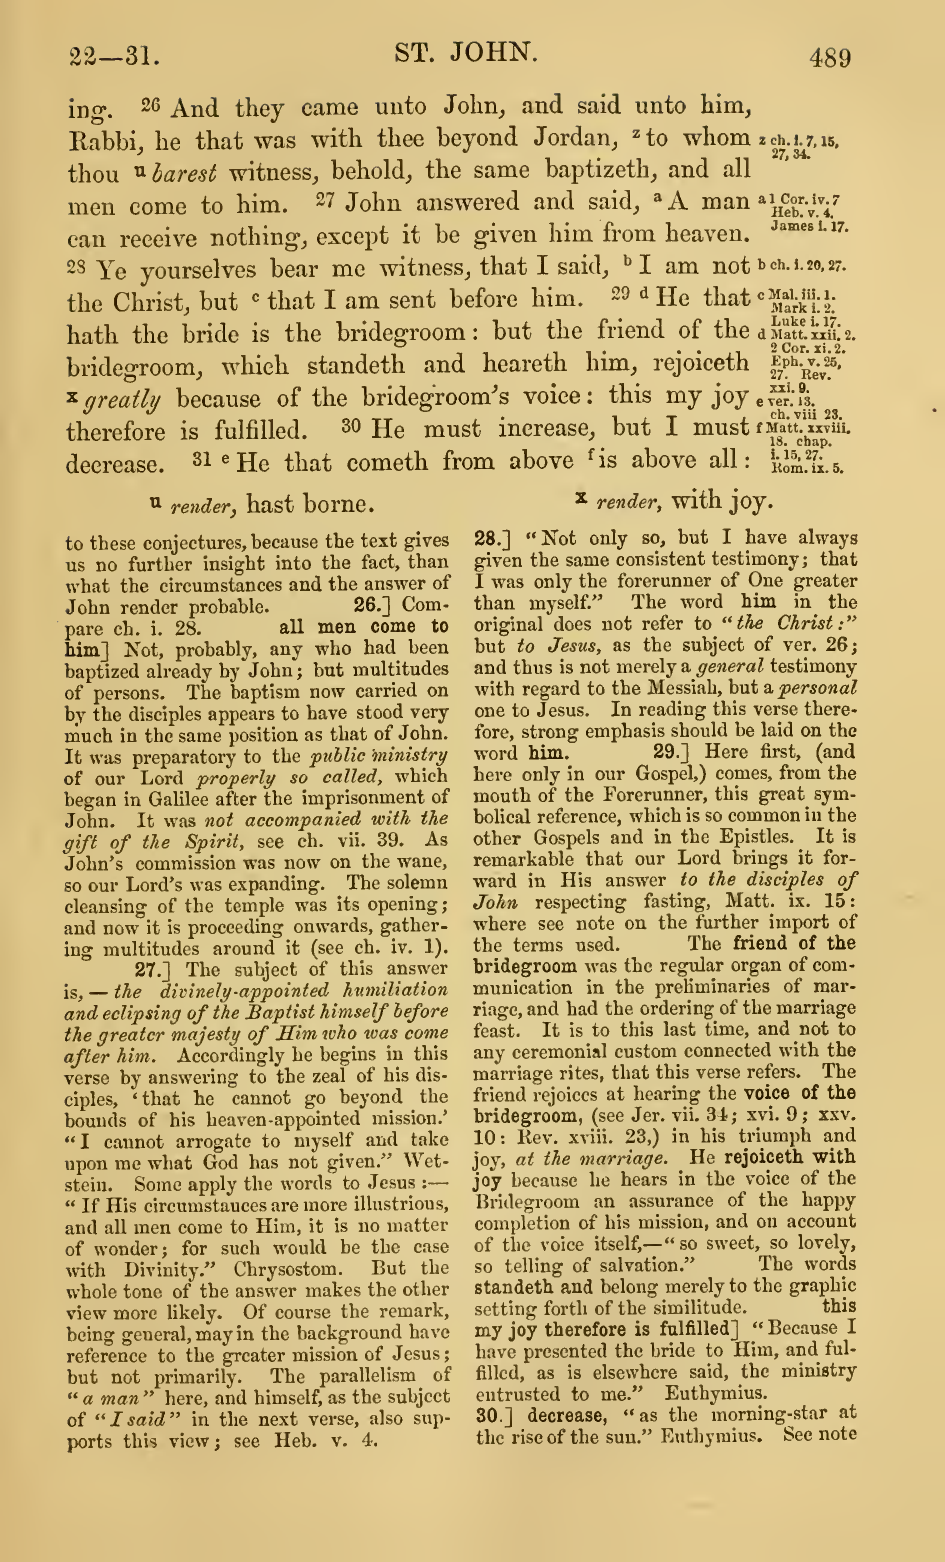 22—31.
ST. JOHN.
489
ing. 26 And they came unto John, and said unto him,
Rabbi, he that was with thee beyond Jordan, z to whom
thou u barest witness, behold, the same baptizeth, and all
men come to him. 27 John answered and said, a A man
can receive nothing, except it be given him from heaven.
28 Ye yourselves bear me witness, that I said, b I am not
the Christ, but c that I am sent before him. 29 d He that
hath the bride is the bridegroom: but the friend of the
bridegroom, which standeth and heareth him, rejoiceth
x greatly because of the bridegroom's voice: this my joy
therefore is fulfilled. 30 He must increase, but I must
decrease. 31 e He that cometh from above f is above all:
z ch. i. 7, 15,
27, 34.
a 1 Cor. iv. 7
Heb. v. 4.
James i. 17.
b ch. i. 20, 27.
c Mal. iii. 1.
Mark i. 2.
Luke i. 17.
d Matt. xxii. 2.
2 Cor. xi. 2.
Eph. v. 25,
27. Rev.
xxi. 9.
e ver. 13.
ch. viii 23.
f Matt. xxviii.
18. chap.
i. 15, 27.
Rom. ix. 5.
u render, hast borne.
x render, with joy.
to these conjectures, because the text gives
us no further insight into the fact, than
what the circumstances and the answer of
John render probable. 26.] Com-
pare ch. i. 28. all men come to
him] Not, probably, any who had been
baptized already by John; but multitudes
of persons. The baptism now carried on
by the disciples appears to have stood very
much in the same position as that of John.
It was preparatory to the public ministry
of our Lord properly so called, which
began in Galilee after the imprisonment of
John. It was not accompanied with the
gift of the Spirit, see ch. vii. 39. As
John's commission was now on the wane,
so our Lord's was expanding. The solemn
cleansing of the temple was its opening;
and now it is proceeding onwards, gather-
ing multitudes around it (see ch. iv. 1).
27.] The subject of this answer
is, — the divinely-appointed humiliation
and eclipsing of the Baptist himself before
the greater majesty of Him who was come
after him. Accordingly he begins in this
verse by answering to the zeal of his dis-
ciples, 'that he cannot go beyond the
bounds of his heaven-appointed mission.'
"I cannot arrogate to myself and take
upon me what God has not given." Wet-
stein. Some apply the words to Jesus :—
"If His circumstances are more illustrious,
and all men come to Him, it is no matter
of wonder; for such would be the case
with Divinity." Chrysostom. But the
whole tone of the answer makes the other
view more likely. Of course the remark,
being general, may in the background have
reference to the greater mission of Jesus;
but not primarily. The parallelism of
"a man" here, and himself, as the subject
of "I said" in the next verse, also sup-
ports this view; see Heb. v. 4.
28.] "Not only so, but I have always
given the same consistent testimony; that
I was only the forerunner of One greater
than myself." The word him in the
original does not refer to "the Christ:"
but to Jesus, as the subject of ver. 26;
and thus is not merely a general testimony
with regard to the Messiah, but a personal
one to Jesus. In reading this verse there-
fore, strong emphasis should be laid on the
word him. 29.] Here first, (and
here only in our Gospel,) comes, from the
mouth of the Forerunner, this great sym-
bolical reference, which is so common in the
other Gospels and in the Epistles. It is
remarkable that our Lord brings it for-
ward in His answer to the disciples of
John respecting fasting, Matt. ix. 15:
where see note on the further import of
the terms used. The friend of the
bridegroom was the regular organ of com-
munication in the preliminaries of mar-
riage, and had the ordering of the marriage
feast. It is to this last time, and not to
any ceremonial custom connected with the
marriage rites, that this verse refers. The
friend rejoices at hearing the voice of the
bridegroom, (see Jer. vii. 34; xvi. 9; xxv.
10: Rev. xviii. 23,) in his triumph and
joy, at the marriage. He rejoiceth with
joy because he hears in the voice of the
Bridegroom an assurance of the happy
completion of his mission, and on account
of the voice itself,—"so sweet, so lovely,
so telling of salvation." The words
standeth and belong merely to the graphic
setting forth of the similitude. this
my joy therefore is fulfilled] "Because I
have presented the bride to Him, and ful-
filled, as is elsewhere said, the ministry
entrusted to me." Euthymius.
30.] decrease, "as the morning-star at
the rise of the sun." Euthymius. See note